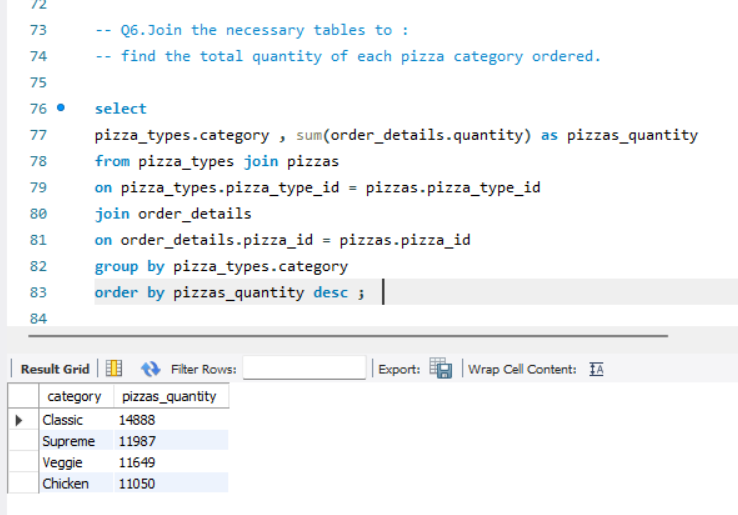 72
73 -- Q6.Join the necessary tables to :
74 -- find the total quantity of each pizza category ordered.
75
76 select
77 pizza_types.category , sum(order_details.quantity) as pizzas_quantity
78 from pizza_types join pizzas
79 on pizza_types.pizza_type_id = pizzas.pizza_type_id
80 join order_details
81 on order_details.pizza_id = pizzas.pizza_id
82 group by pizza_types.category
83 order by pizzas_quantity desc ;
84
Result Grid Filter Rows: Export: Wrap Cell Content: IA
category pizzas_quantity
Classic 14888
Supreme 11987
Veggie 11649
Chicken 11050